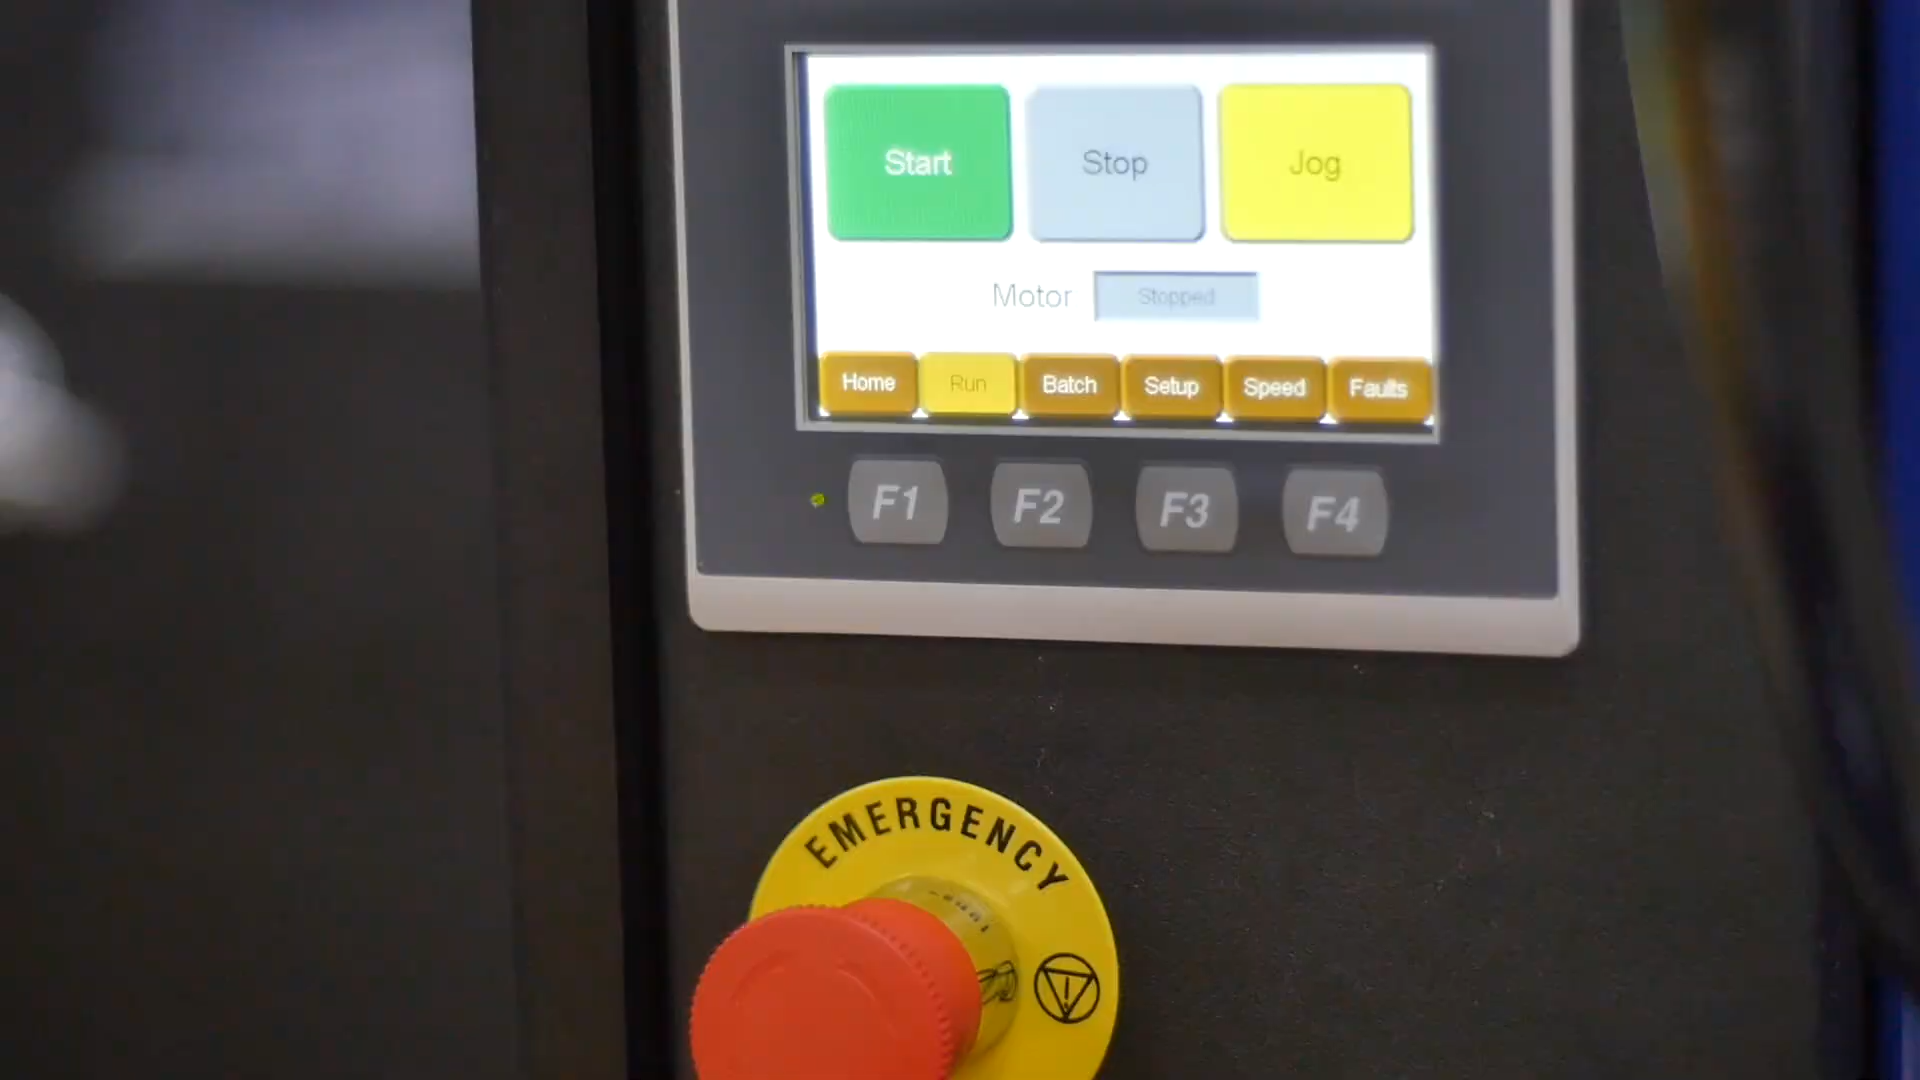 Start Stop Jog
Motor Stopped
Home Run Batch Setup Speed Faults
F1 F2 F3 F4
EMERGENCY